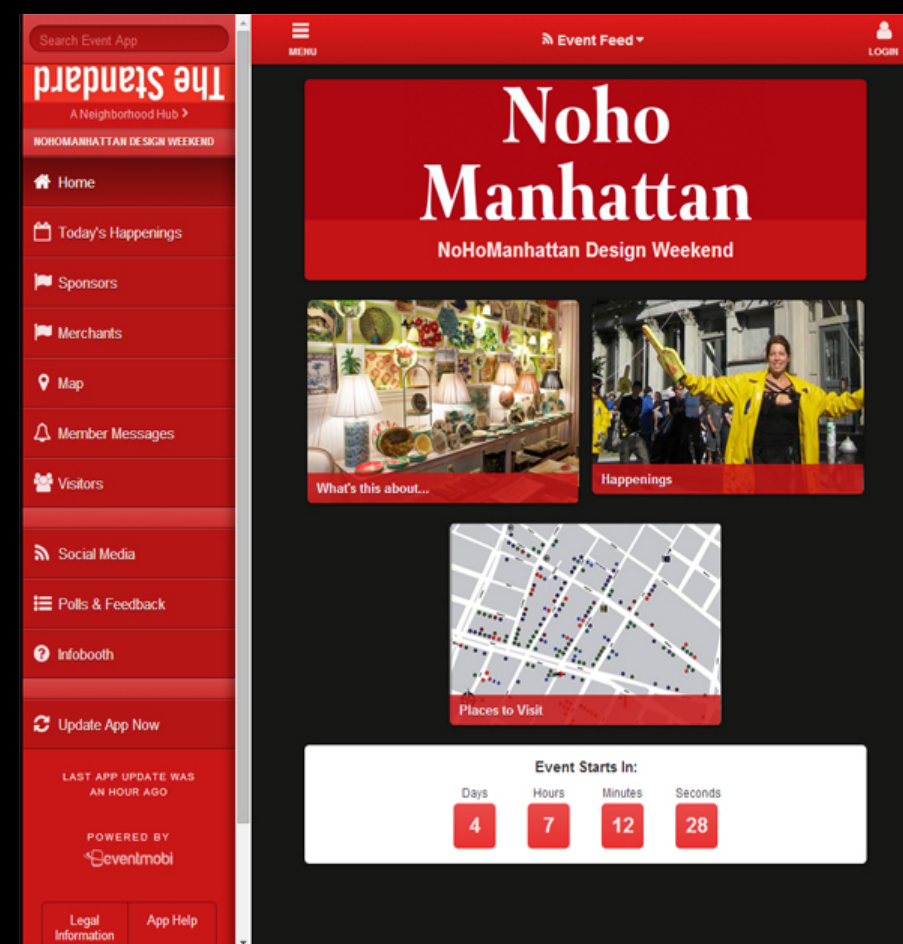 Search Event App
The Standard
A Neighborhood Hub
NOHOMANHATTAN DESIGN WEEKEND
Home
Today's Happenings
Sponsors
Merchants
Map
Member Messages
Visitors
Social Media
Polls & Feedback
Infobooth
Update App Now
LAST APP UPDATE WAS
AN HOUR AGO
POWERED BY
eventmobi
Legal
Information
App Help
MENU
Event Feed
LOGIN
Noho
Manhattan
NoHoManhattan Design Weekend
What's this about...
Happenings
Places to Visit
Event Starts In:
Days Hours Minutes Seconds
4 7 12 28